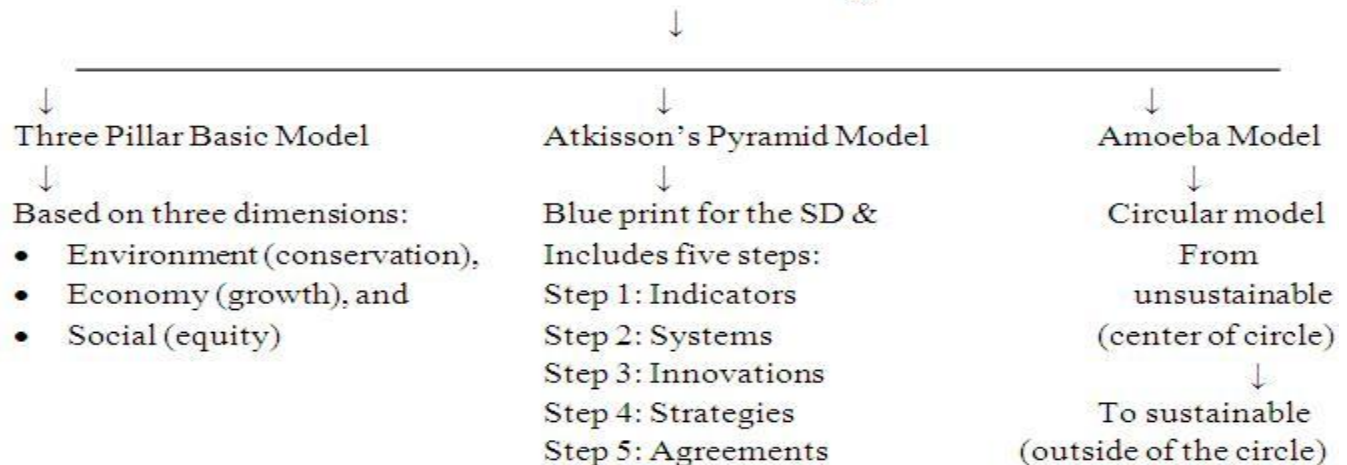 ↓
↓ ↓ ↓
Three Pillar Basic Model Atkisson's Pyramid Model Amoeba Model
↓ ↓ ↓
Based on three dimensions: Blue print for the SD & Circular model
• Environment (conservation), Includes five steps: From
• Economy (growth), and Step 1: Indicators unsustainable
• Social (equity) Step 2: Systems (center of circle)
Step 3: Innovations ↓
Step 4: Strategies To sustainable
Step 5: Agreements (outside of the circle)